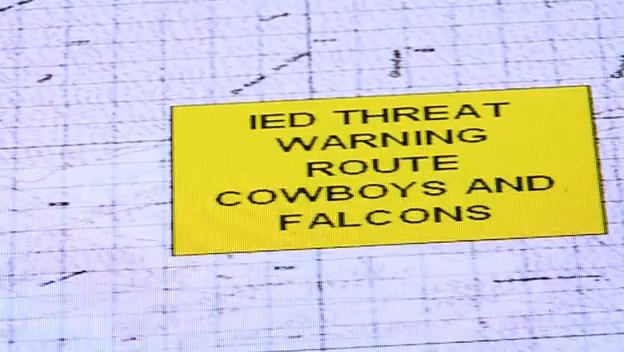 IED THREAT
WARNING
ROUTE
COWBOYS AND
FALCONS